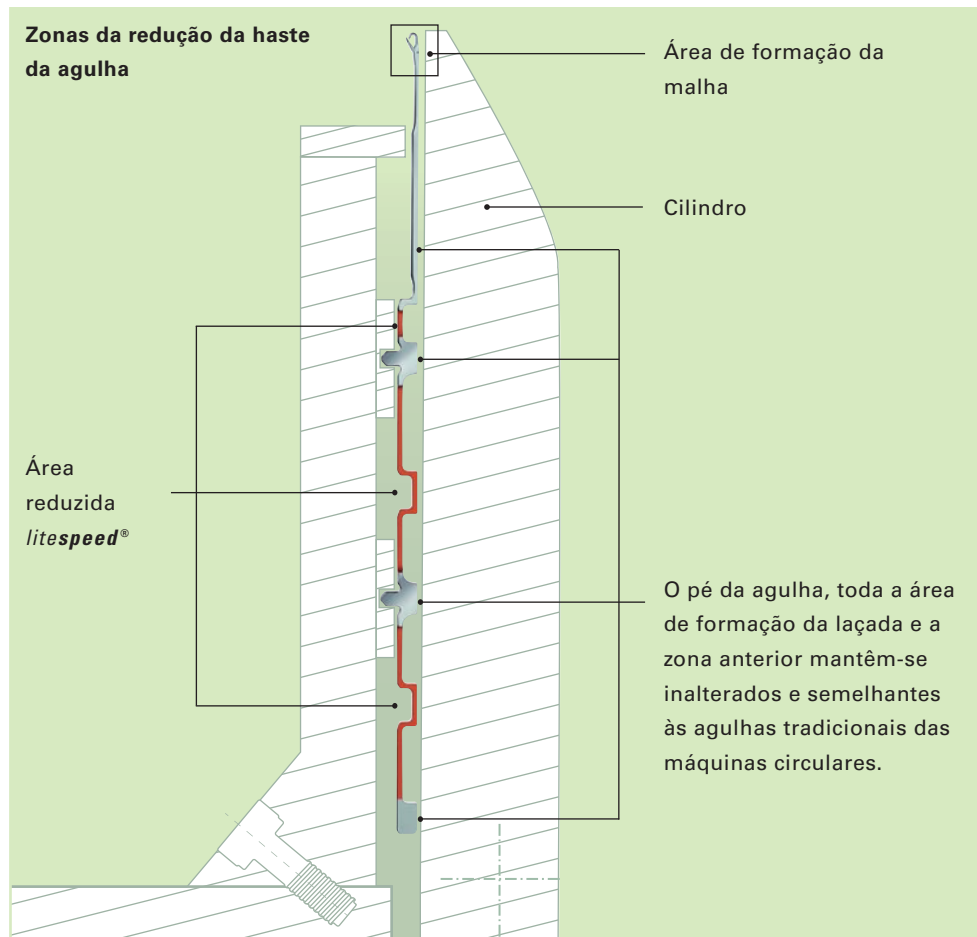 Zonas da redução da haste
da agulha
Área de formação da
malha
Cilindro
Área
reduzida
litespeed®
O pé da agulha, toda a área
de formação da laçada e a
zona anterior mantêm-se
inalterados e semelhantes
às agulhas tradicionais das
máquinas circulares.